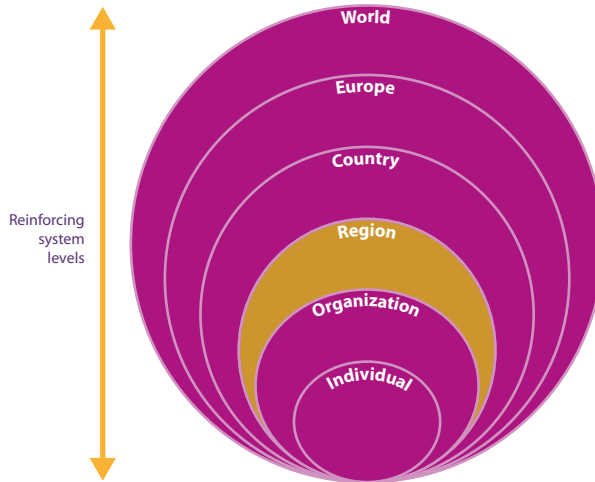 World
Europe
Country
Reinforcing
system
levels
Region
Organization
Individual